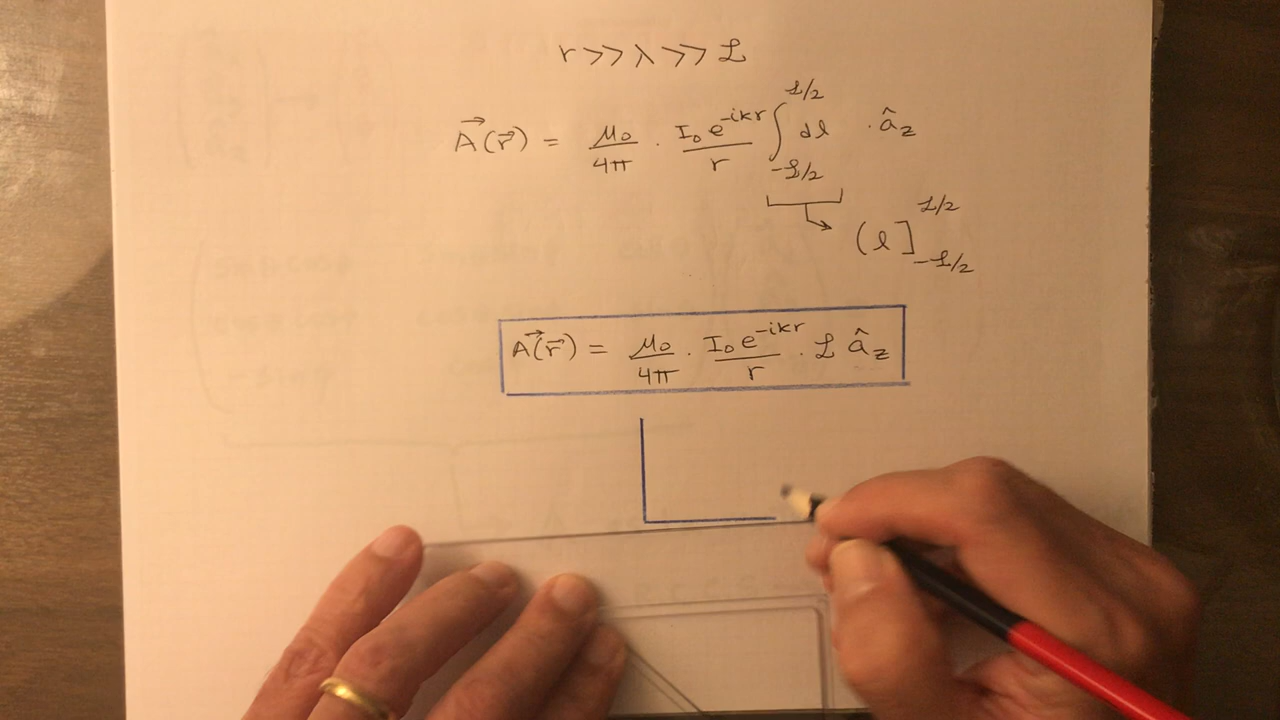 r >> λ >> ℒ
A⃗(r⃗) = μ₀/4π · I₀e^{-ikr}/r ∫_{-ℒ/2}^{ℒ/2} dl · â_z
(l]_{-ℒ/2}^{ℒ/2}
A⃗(r⃗) = μ₀/4π · I₀e^{-ikr}/r · ℒ â_z